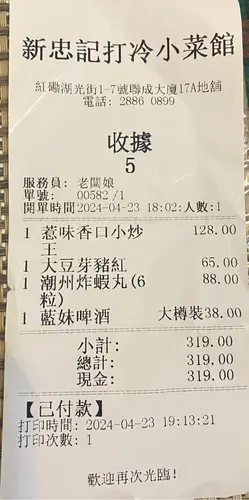 新忠記打冷小菜館
紅磡湖光街1-7號聯成大廈17A地舖
電話: 2886 0899
收據
5
服務員: 老闆娘
單號: 00582 /1
開單時間2024-04-23 18:02:人數:1
1 惹味香口小炒 128.00
王
1 大豆芽豬紅 65.00
1 潮州炸蝦丸(6 88.00
粒)
1 藍妹啤酒 大樽裝38.00
小計: 319.00
總計: 319.00
現金: 319.00
【已付款】
打印時間: 2024-04-23 19:13:21
打印次數: 1
歡迎再次光臨!